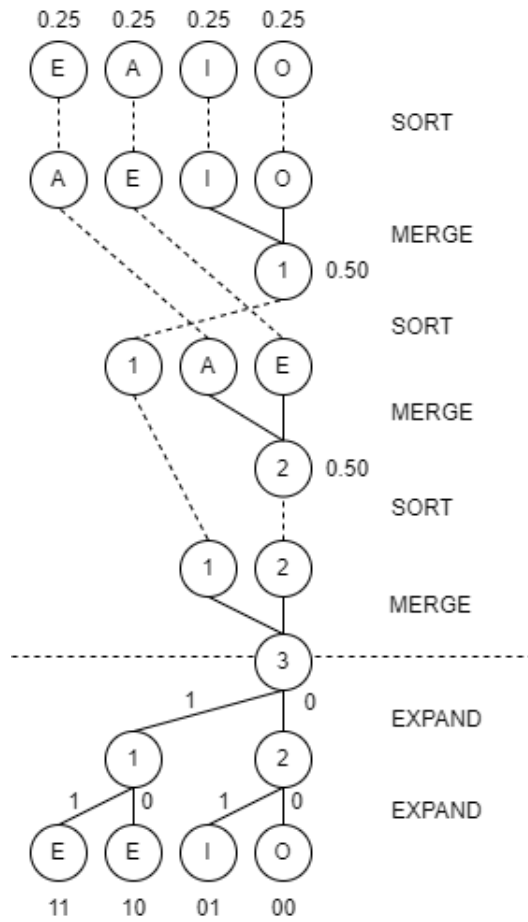 0.25 0.25 0.25 0.25
E A I O
SORT
A E I O
MERGE
1 0.50
SORT
1 A E
MERGE
2 0.50
SORT
1 2
MERGE
3
1 0
EXPAND
1 2
1 0 1 0
EXPAND
E E I O
11 10 01 00